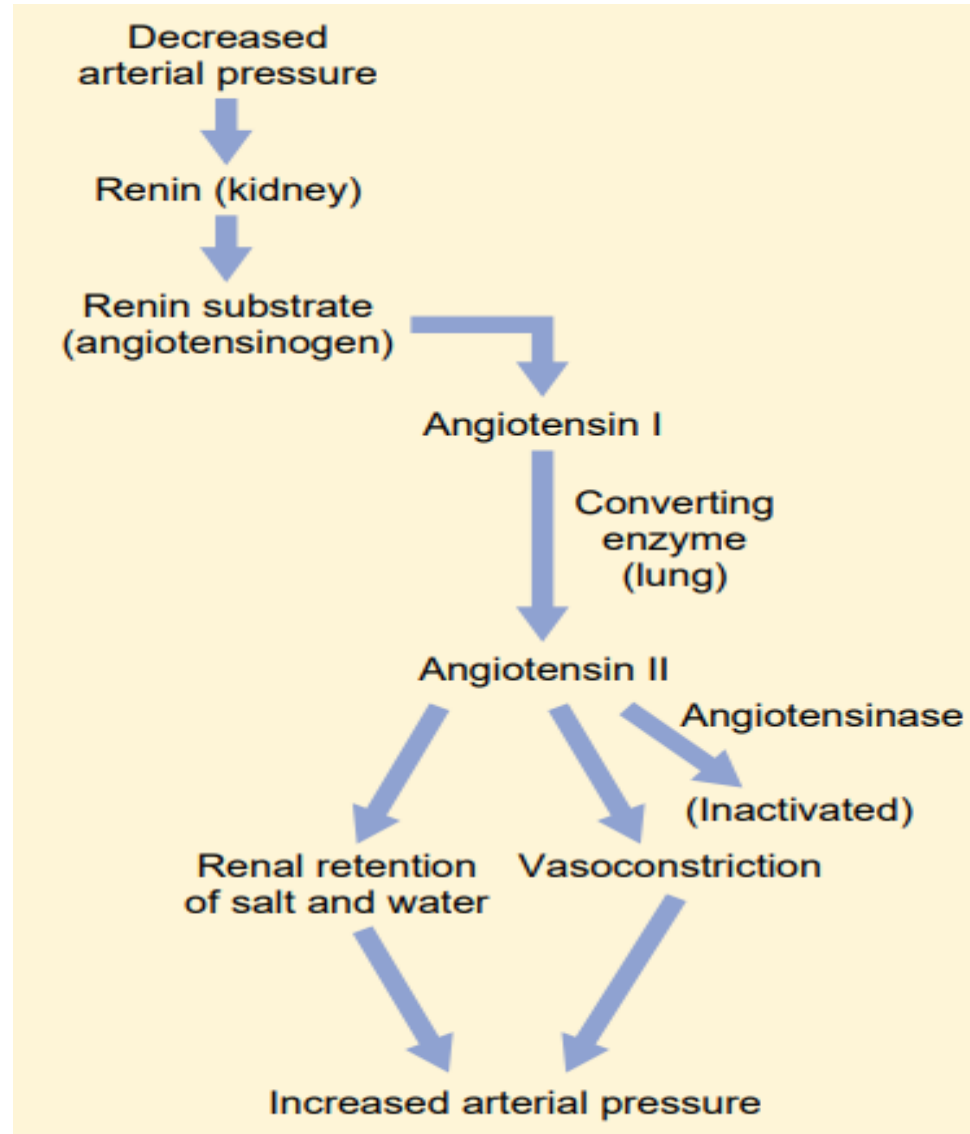 Decreased
arterial pressure
Renin (kidney)
Renin substrate
(angiotensinogen)
Angiotensin I
Converting
enzyme
(lung)
Angiotensin II
Angiotensinase
(Inactivated)
Renal retention
of salt and water
Vasoconstriction
Increased arterial pressure